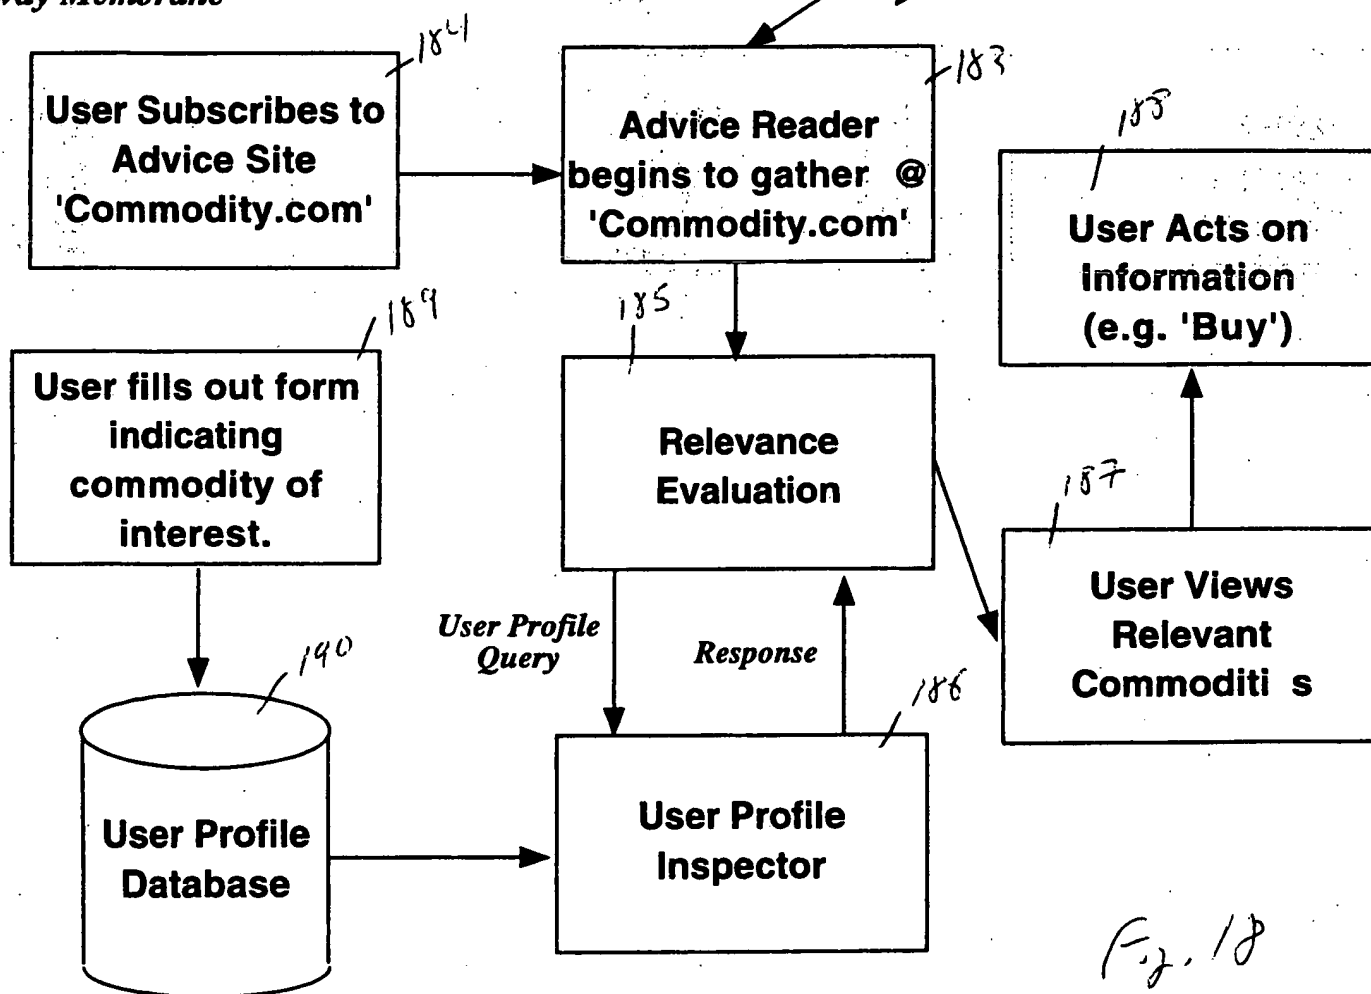 184
User Subscribes to
Advice Site
'Commodity.com'
183
Advice Reader
begins to gather @
'Commodity.com'
188
User Acts on
Information
(e.g. 'Buy')
189
User fills out form
indicating
commodity of
interest.
185
Relevance
Evaluation
187
User Views
Relevant
Commoditi s
User Profile
Query
Response
190
User Profile
Database
186
User Profile
Inspector
Fig. 18